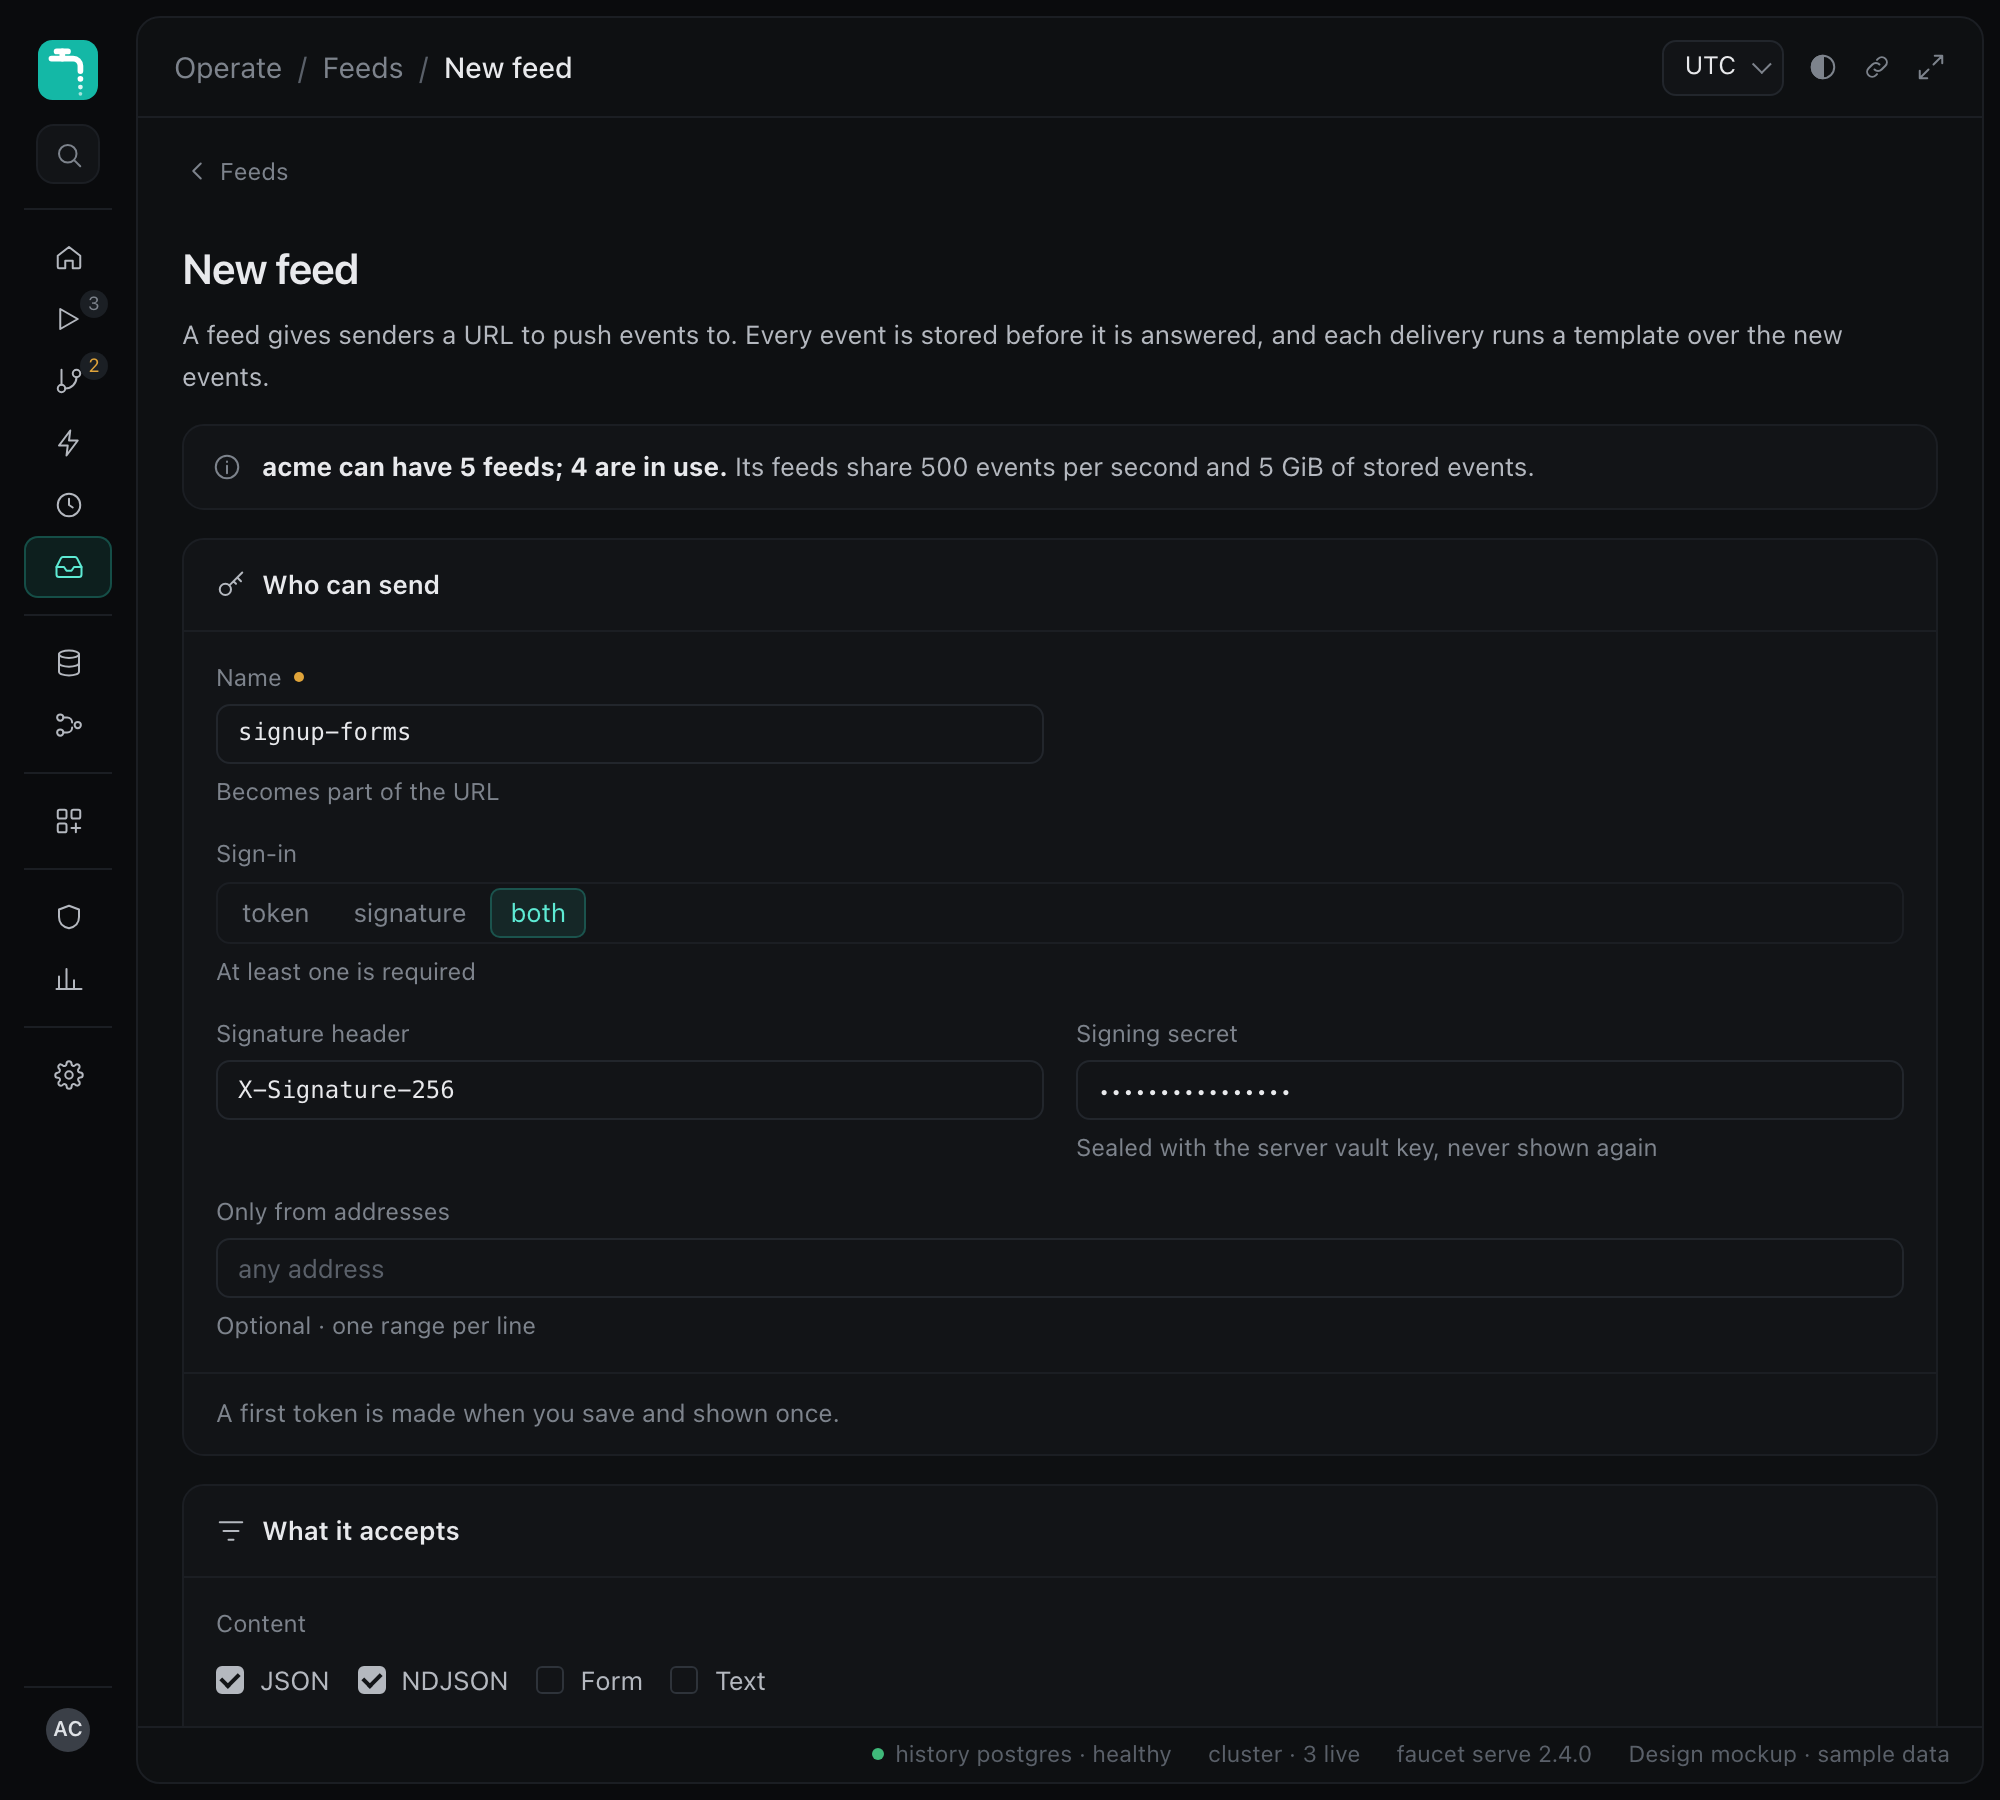 Operate / Feeds / New feed
UTC
Feeds
3
2
New feed
A feed gives senders a URL to push events to. Every event is stored before it is answered, and each delivery runs a template over the new
events.
acme can have 5 feeds; 4 are in use. Its feeds share 500 events per second and 5 GiB of stored events.
Who can send
Name
signup-forms
Becomes part of the URL
Sign-in
token signature both
At least one is required
Signature header
X-Signature-256
Signing secret
••••••••••••••••
Sealed with the server vault key, never shown again
Only from addresses
any address
Optional · one range per line
A first token is made when you save and shown once.
What it accepts
Content
JSON NDJSON Form Text
AC
history postgres · healthy cluster · 3 live faucet serve 2.4.0 Design mockup · sample data